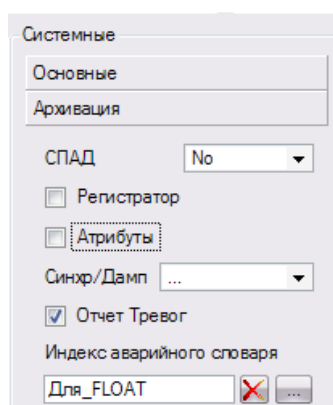 Системные
Основные
Архивация
СПАД No
Регистратор
Атрибуты
Синхр/Дамп ...
Отчет Тревог
Индекс аварийного словаря
Для_FLOAT ...